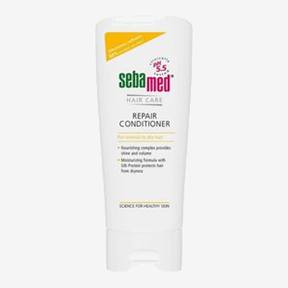 pH
5.5
sebamed®
HAIR CARE
REPAIR
CONDITIONER
For normal to dry hair
• Nourishing complex provides
shine and volume
• Moisturising formula with
Silk Protein protects hair
from dryness
SCIENCE FOR HEALTHY SKIN